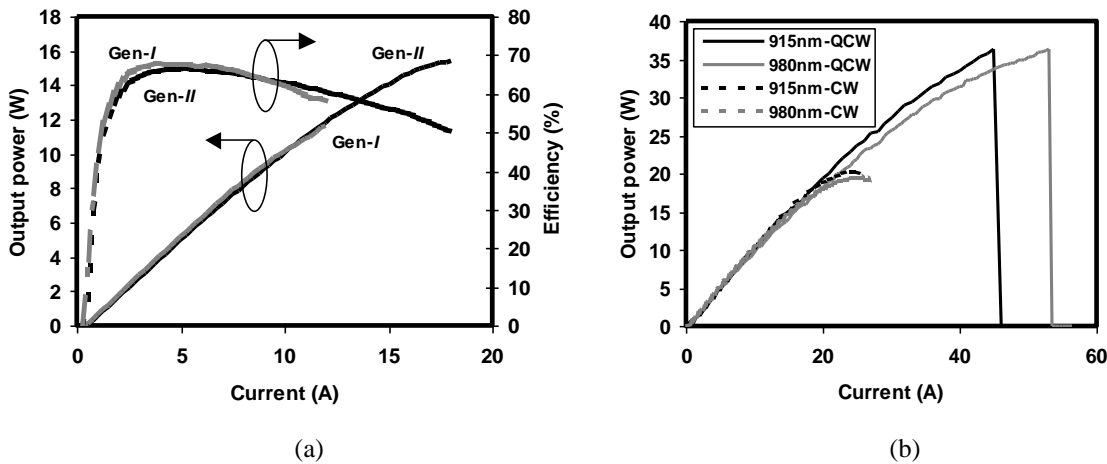 18
16
14
12
10
8
6
4
2
0
Output power (W)
80
70
60
50
40
30
20
10
0
Efficiency (%)
Gen-I
Gen-II
Gen-II
Gen-I
0 5 10 15 20
Current (A)
(a)
40
35
30
25
20
15
10
5
0
Output power (W)
915nm-QCW
980nm-QCW
915nm-CW
980nm-CW
0 20 40 60
Current (A)
(b)